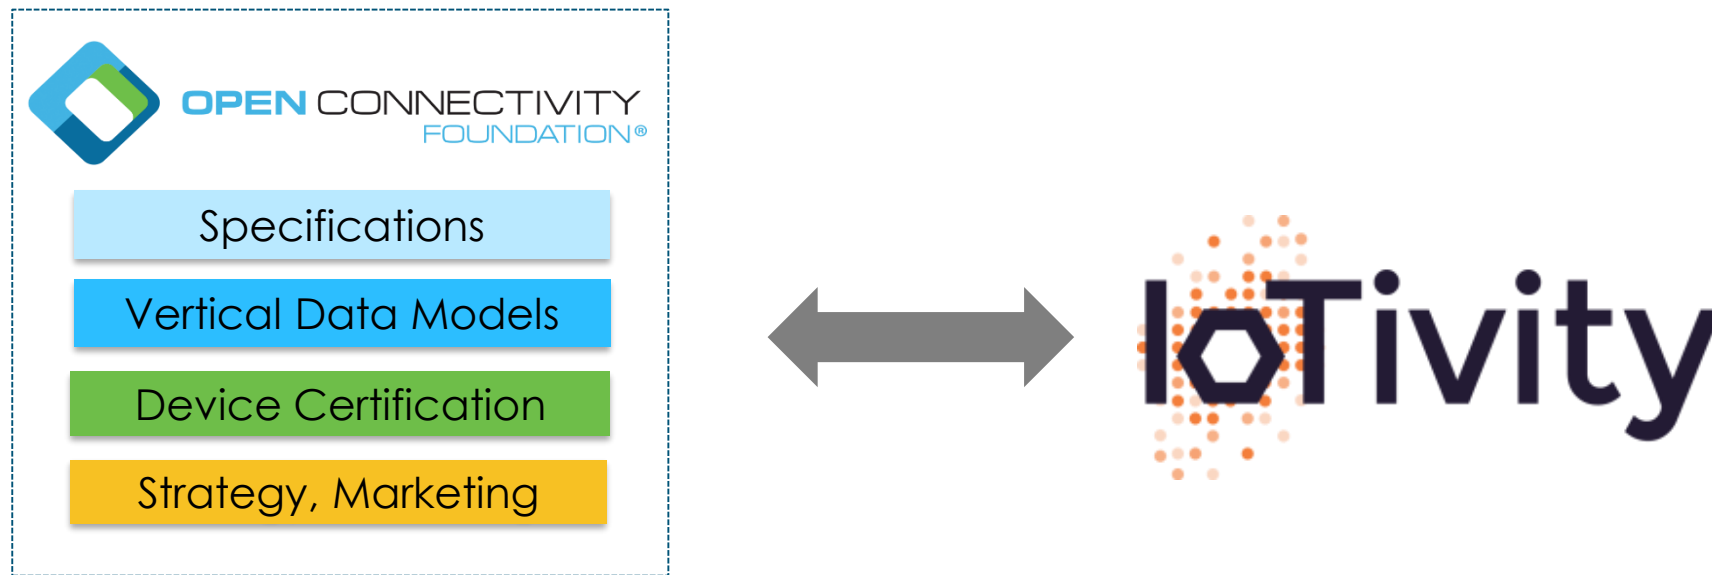 OPEN CONNECTIVITY
FOUNDATION®
Specifications
Vertical Data Models
Device Certification
Strategy, Marketing
IoTivity